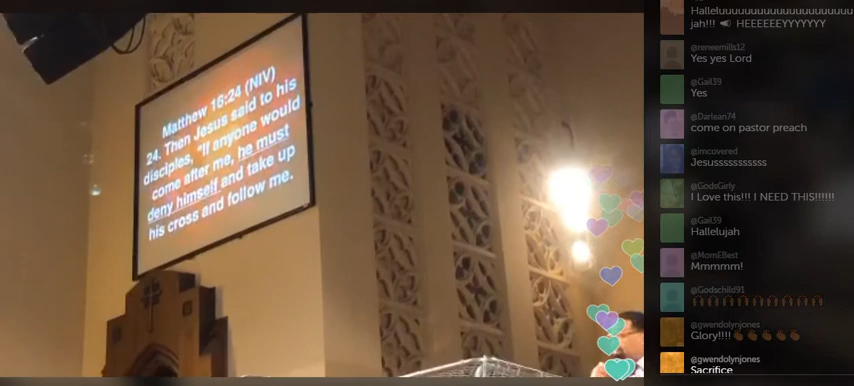 Matthew 16:24 (NIV)
24. Then Jesus said to his
disciples, "If anyone would
come after me, he must
deny himself and take up
his cross and follow me.
Halleluuuuuuuuuuuuuuuuuuuuu
jah!!! 📣 HEEEEEEYYYYYYY
@reneemills12
Yes yes Lord
@Gail39
Yes
@Darlean74
come on pastor preach
@imcovered
Jesusssssssssss
@GodsGirly
I Love this!!! I NEED THIS!!!!!!
@Gail39
Hallelujah
@MomEBest
Mmmmm!
@Godschild91
@gwendolynjones
Glory!!!! 👏👏👏👏👏
@gwendolynjones
Sacrifice